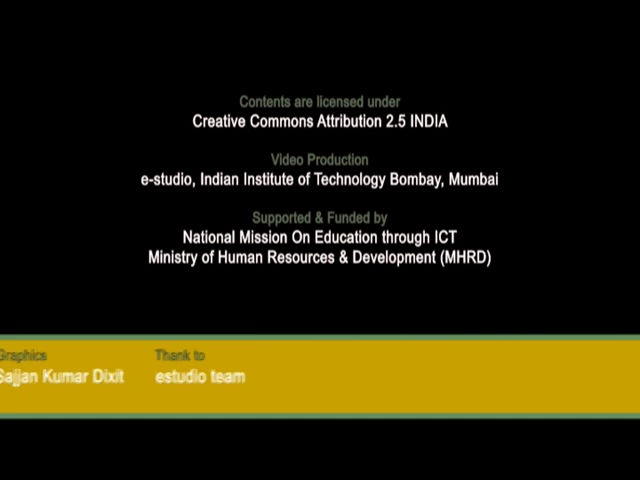 Contents are licensed under
Creative Commons Attribution 2.5 INDIA
Video Production
e-studio, Indian Institute of Technology Bombay, Mumbai
Supported & Funded by
National Mission On Education through ICT
Ministry of Human Resources & Development (MHRD)
Graphics
Sajjan Kumar Dixit
Thank to
estudio team